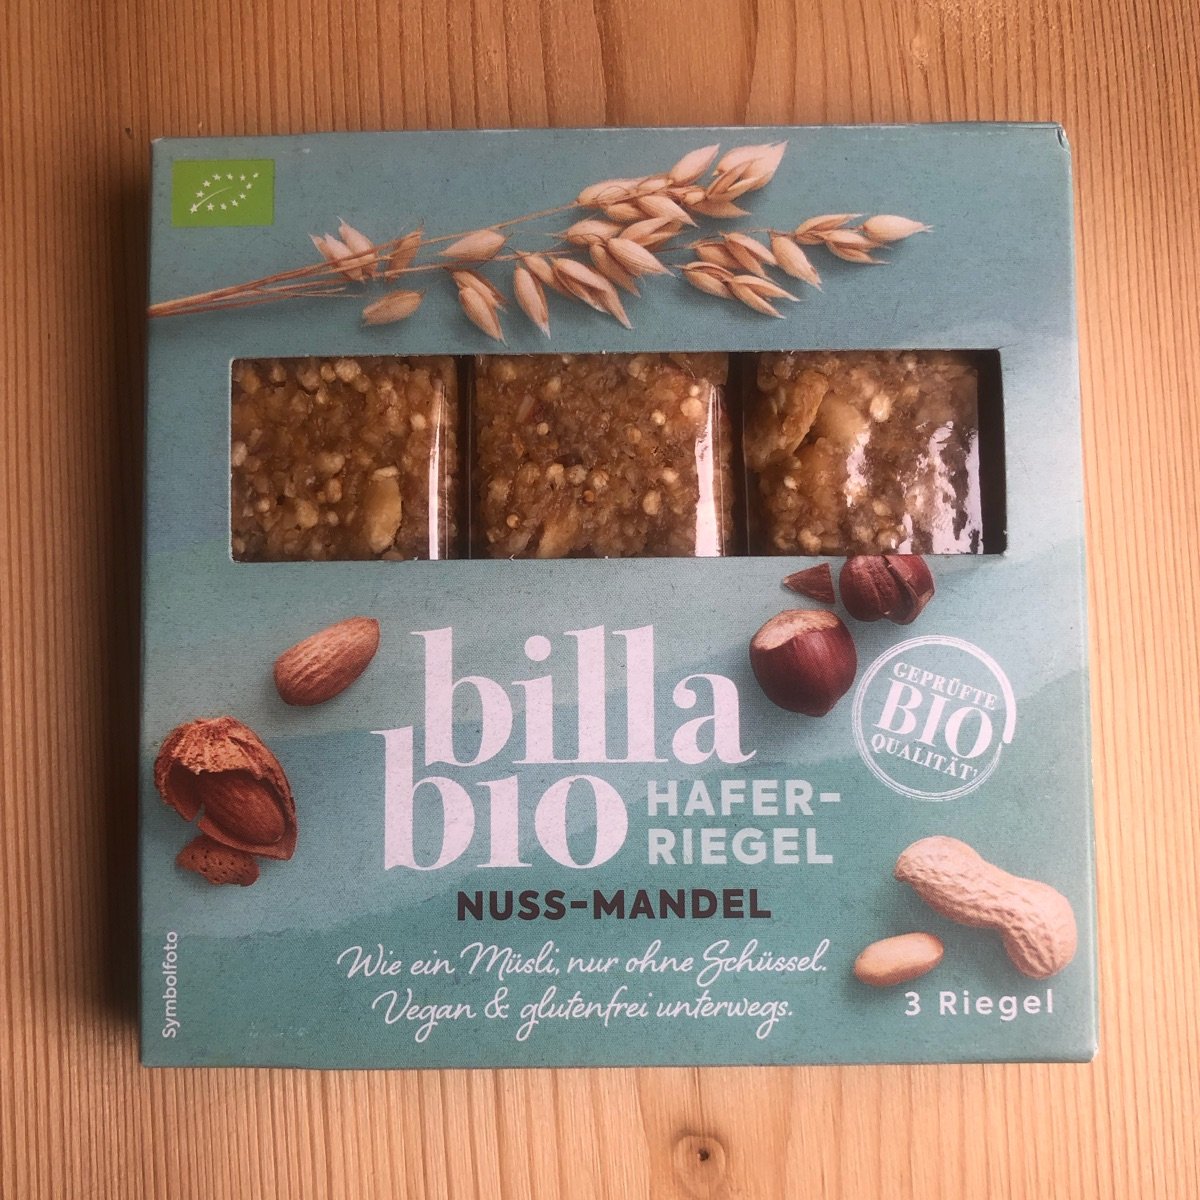 billa
bio
HAFER-
RIEGEL
NUSS-MANDEL
Wie ein Müsli, nur ohne Schüssel.
Vegan & glutenfrei unterwegs.
GEPRÜFTE
BIO
QUALITÄT¹
3 Riegel
Symbolfoto